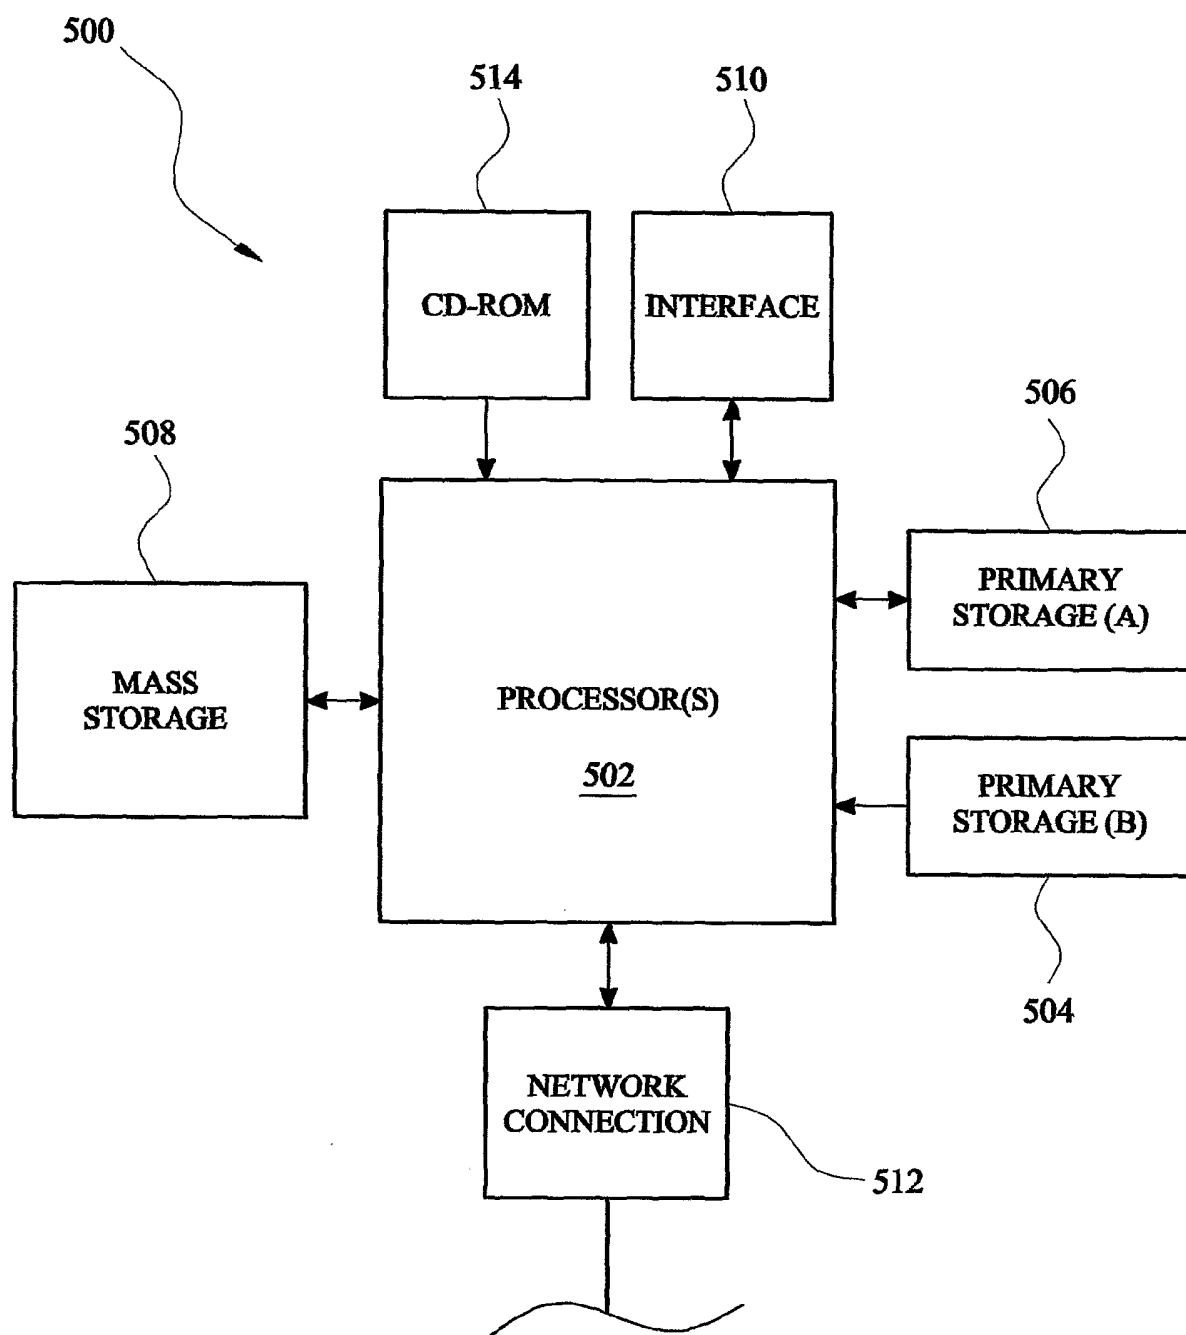 500
514
510
CD-ROM
INTERFACE
506
508
PRIMARY
STORAGE (A)
MASS
STORAGE
PROCESSOR(S)
502
PRIMARY
STORAGE (B)
504
NETWORK
CONNECTION
512